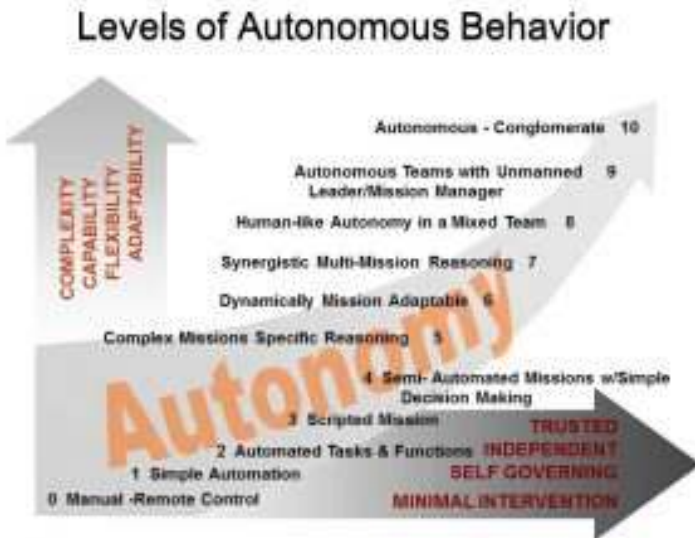 Levels of Autonomous Behavior
COMPLEXITY
CAPABILITY
FLEXIBILITY
ADAPTABILITY
Autonomous - Conglomerate 10
Autonomous Teams with Unmanned 9
Leader/Mission Manager
Human-like Autonomy in a Mixed Team 8
Synergistic Multi-Mission Reasoning 7
Dynamically Mission Adaptable 6
Complex Missions Specific Reasoning 5
Autonomy
4 Semi- Automated Missions w/Simple
Decision Making
3 Scripted Mission
2 Automated Tasks & Functions
1 Simple Automation
0 Manual -Remote Control
TRUSTED
INDEPENDENT
SELF GOVERNING
MINIMAL INTERVENTION